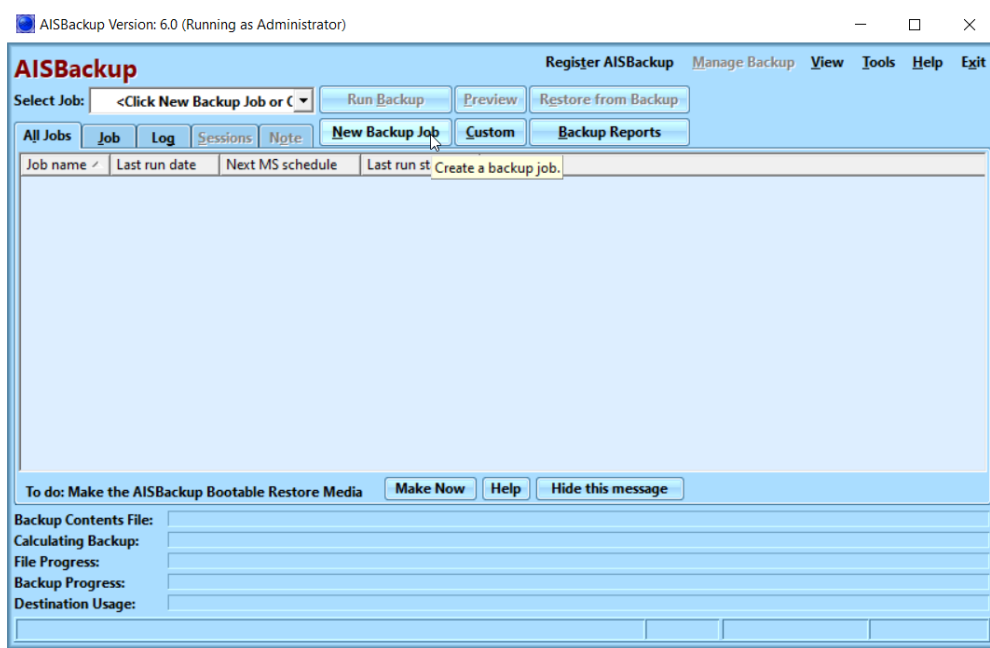 AISBackup Version: 6.0 (Running as Administrator)
AISBackup
Register AISBackup Manage Backup View Tools Help Exit
Select Job: <Click New Backup Job or C Run Backup Preview Restore from Backup
All Jobs Job Log Sessions Note New Backup Job Custom Backup Reports
Job name Last run date Next MS schedule Last run st
Create a backup job.
To do: Make the AISBackup Bootable Restore Media Make Now Help Hide this message
Backup Contents File:
Calculating Backup:
File Progress:
Backup Progress:
Destination Usage: